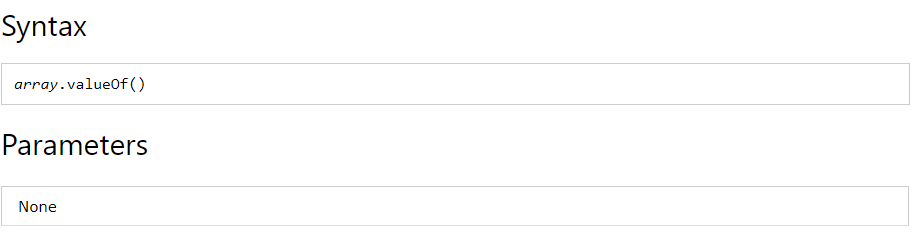 Syntax
array.valueOf()
Parameters
None